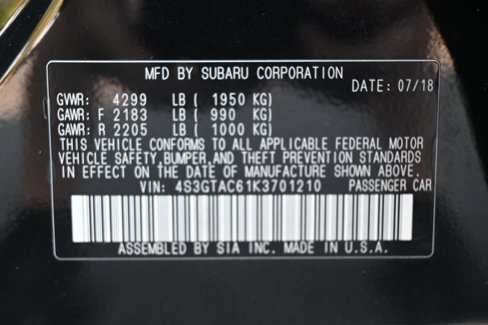 MFD BY SUBARU CORPORATION
DATE: 07/18
GVWR: 4299 LB( 1950 KG)
GAWR: F 2183 LB( 990 KG)
GAWR: R 2205 LB( 1000 KG)
THIS VEHICLE CONFORMS TO ALL APPLICABLE FEDERAL MOTOR
VEHICLE SAFETY,BUMPER,AND THEFT PREVENTION STANDARDS
IN EFFECT ON THE DATE OF MANUFACTURE SHOWN ABOVE.
VIN: 4S3GTAC61K3701210 PASSENGER CAR
ASSEMBLED BY SIA INC. MADE IN U.S.A.